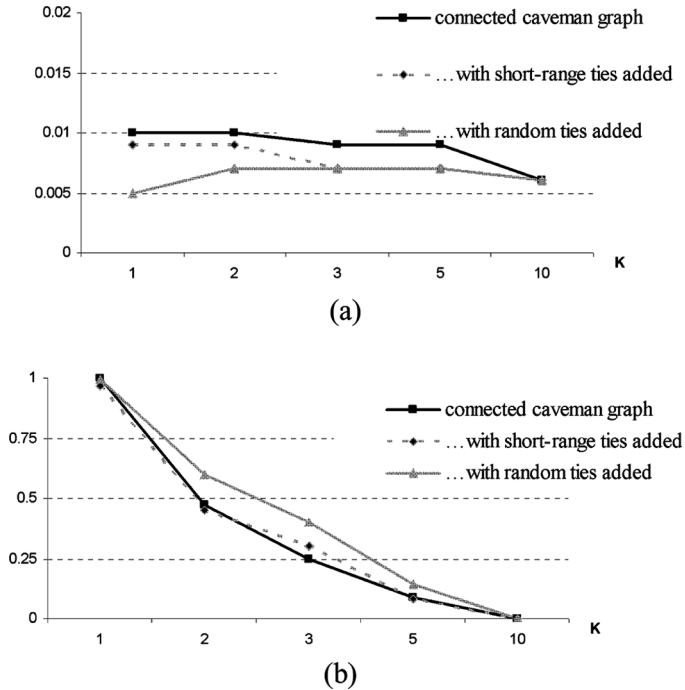 0.02
connected caveman graph
0.015
…with short-range ties added
0.01
…with random ties added
0.005
0
1 2 3 5 10
K
(a)
1
connected caveman graph
0.75
…with short-range ties added
…with random ties added
0.5
0.25
0
1 2 3 5 10
K
(b)